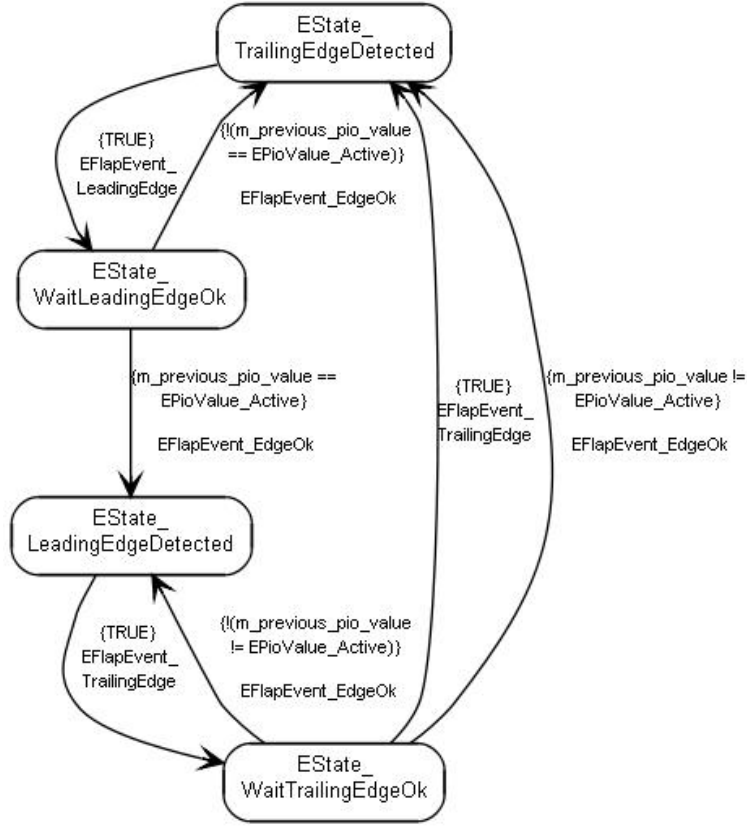 EState_
TrailingEdgeDetected
{TRUE}
EFlapEvent_
LeadingEdge
{!(m_previous_pio_value
== EPioValue_Active)}
EFlapEvent_EdgeOk
EState_
WaitLeadingEdgeOk
{m_previous_pio_value ==
EPioValue_Active}
EFlapEvent_EdgeOk
{TRUE}
EFlapEvent_
TrailingEdge
{m_previous_pio_value !=
EPioValue_Active}
EFlapEvent_EdgeOk
EState_
LeadingEdgeDetected
{TRUE}
EFlapEvent_
TrailingEdge
{!(m_previous_pio_value
!= EPioValue_Active)}
EFlapEvent_EdgeOk
EState_
WaitTrailingEdgeOk